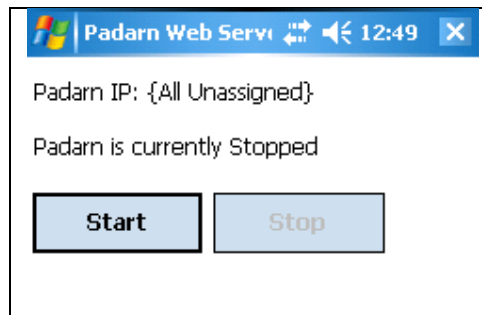 Padarn Web Serv 12:49
Padarn IP: {All Unassigned}
Padarn is currently Stopped
Start Stop